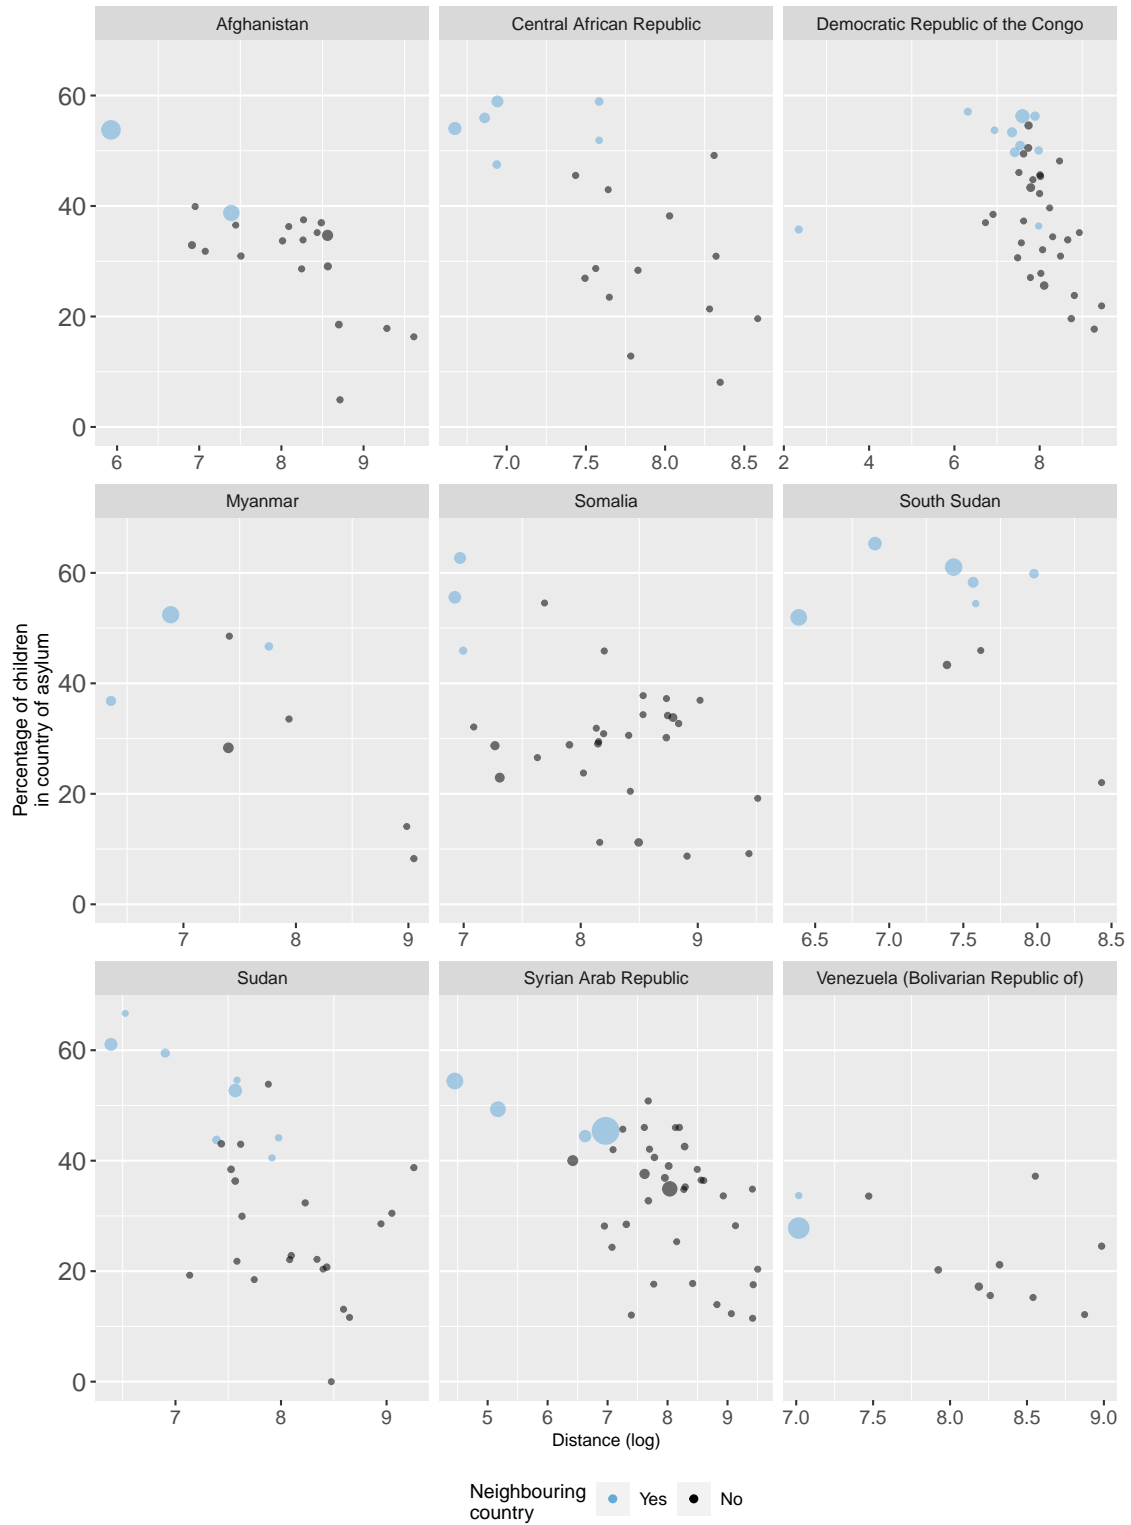 Afghanistan
Central African Republic
Democratic Republic of the Congo
60
40
20
0
6 7 8 9
7.0 7.5 8.0 8.5
2 4 6 8
Myanmar
Somalia
South Sudan
Percentage of children
in country of asylum
60
40
20
0
7 8 9
7 8 9
6.5 7.0 7.5 8.0 8.5
Sudan
Syrian Arab Republic
Venezuela (Bolivarian Republic of)
60
40
20
0
7 8 9
5 6 7 8 9
7.0 7.5 8.0 8.5 9.0
Distance (log)
Neighbouring
country
Yes
No